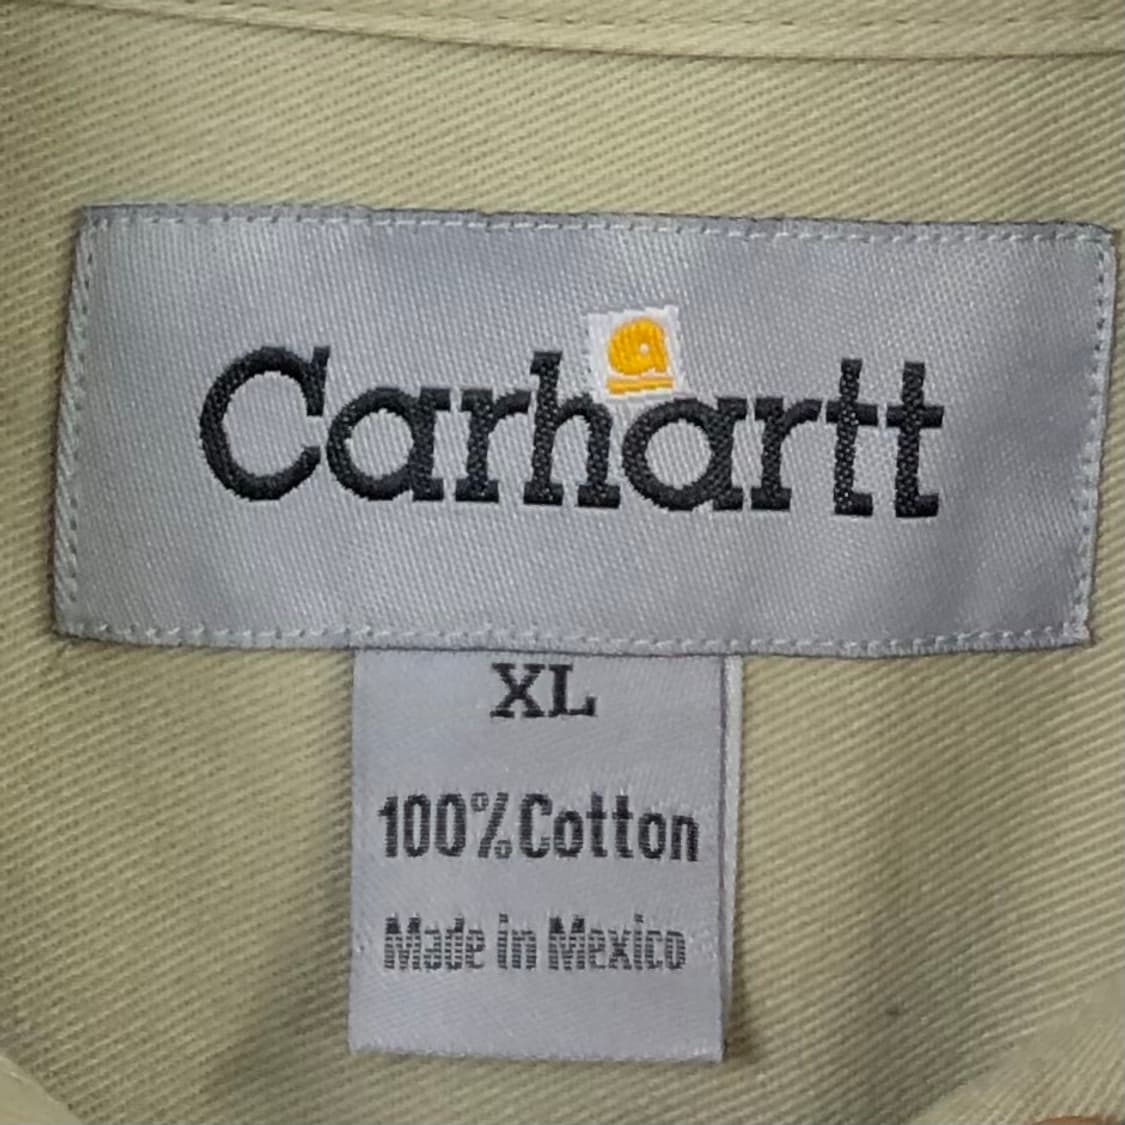 Carhartt
XL
100% Cotton
Made in Mexico